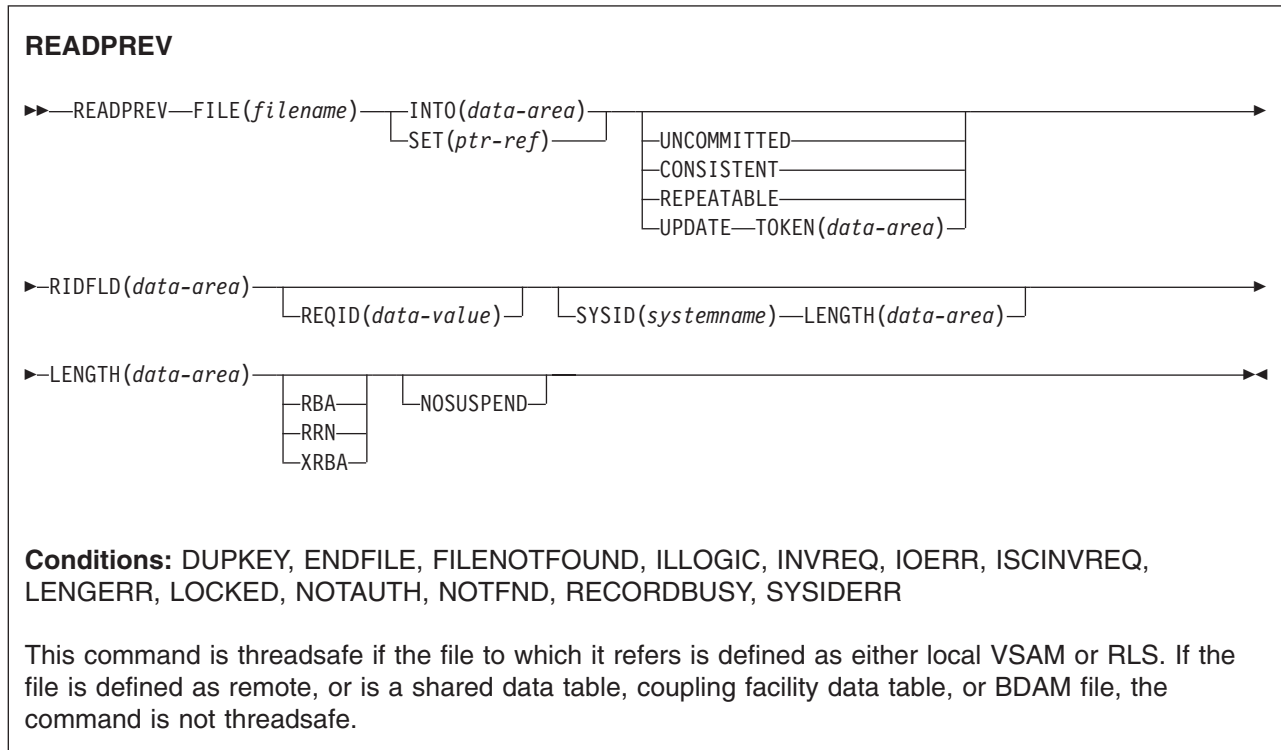 READPREV
READPREV FILE(filename) INTO(data-area)
SET(ptr-ref) UNCOMMITTED
CONSISTENT
REPEATABLE
UPDATE TOKEN(data-area)
RIDFLD(data-area)
REQID(data-value) SYSID(systemname) LENGTH(data-area)
LENGTH(data-area)
RBA NOSUSPEND
RRN
XRBA
Conditions: DUPKEY, ENDFILE, FILENOTFOUND, ILLOGIC, INVREQ, IOERR, ISCINVREQ,
LENGERR, LOCKED, NOTAUTH, NOTFND, RECORDBUSY, SYSIDERR
This command is threadsafe if the file to which it refers is defined as either local VSAM or RLS. If the
file is defined as remote, or is a shared data table, coupling facility data table, or BDAM file, the
command is not threadsafe.